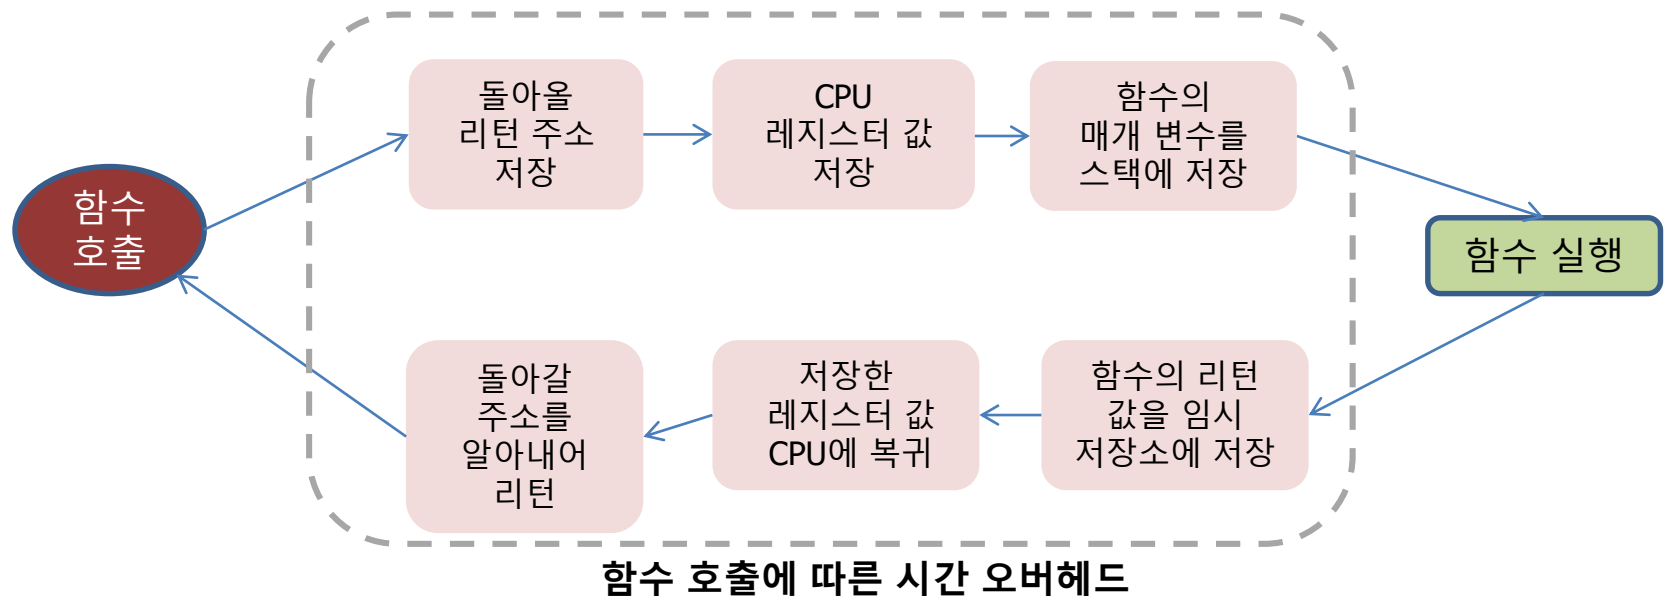 함수
호출
돌아올
리턴 주소
저장
CPU
레지스터 값
저장
함수의
매개 변수를
스택에 저장
함수 실행
함수의 리턴
값을 임시
저장소에 저장
저장한
레지스터 값
CPU에 복귀
돌아갈
주소를
알아내어
리턴
함수 호출에 따른 시간 오버헤드